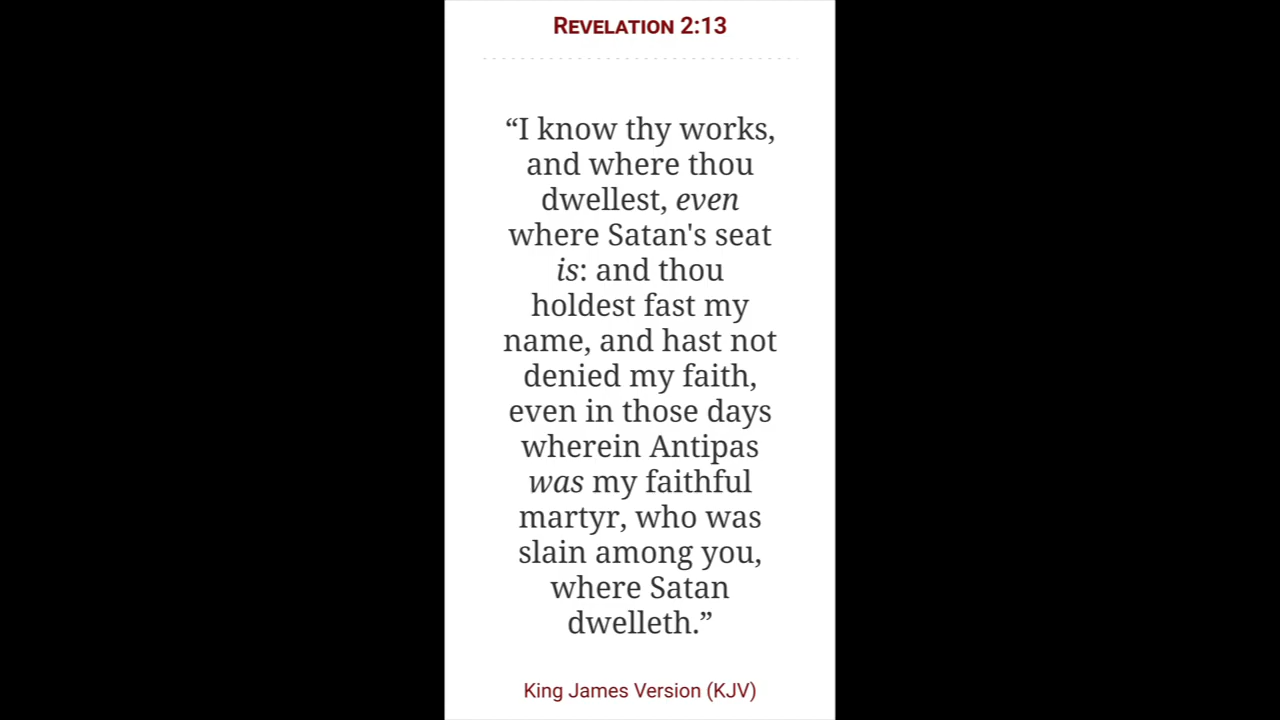 Revelation 2:13
“I know thy works,
and where thou
dwellest, even
where Satan's seat
is: and thou
holdest fast my
name, and hast not
denied my faith,
even in those days
wherein Antipas
was my faithful
martyr, who was
slain among you,
where Satan
dwelleth.”
King James Version (KJV)